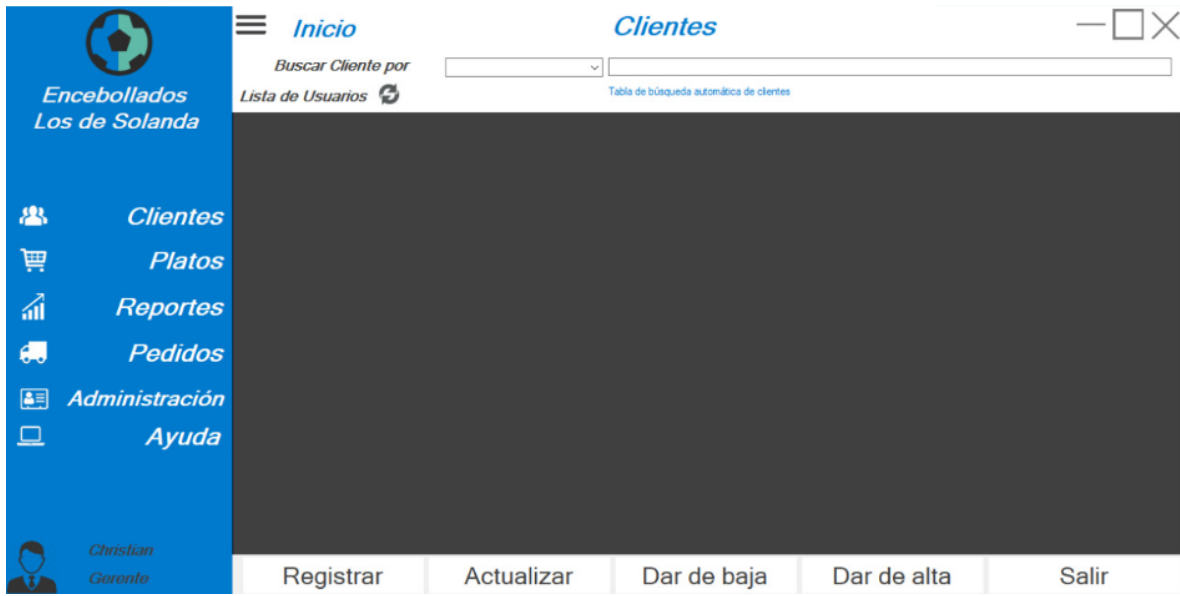 Encebollados
Los de Solanda
Clientes
Platos
Reportes
Pedidos
Administración
Ayuda
Christian
Gerente
Inicio
Clientes
Buscar Cliente por
Lista de Usuarios
Tabla de búsqueda automática de clientes
Registrar
Actualizar
Dar de baja
Dar de alta
Salir